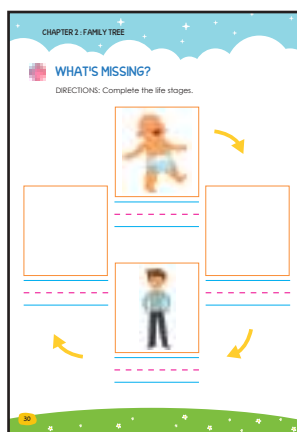 CHAPTER 2 : FAMILY TREE
WHAT'S MISSING?
DIRECTIONS: Complete the life stages.
30